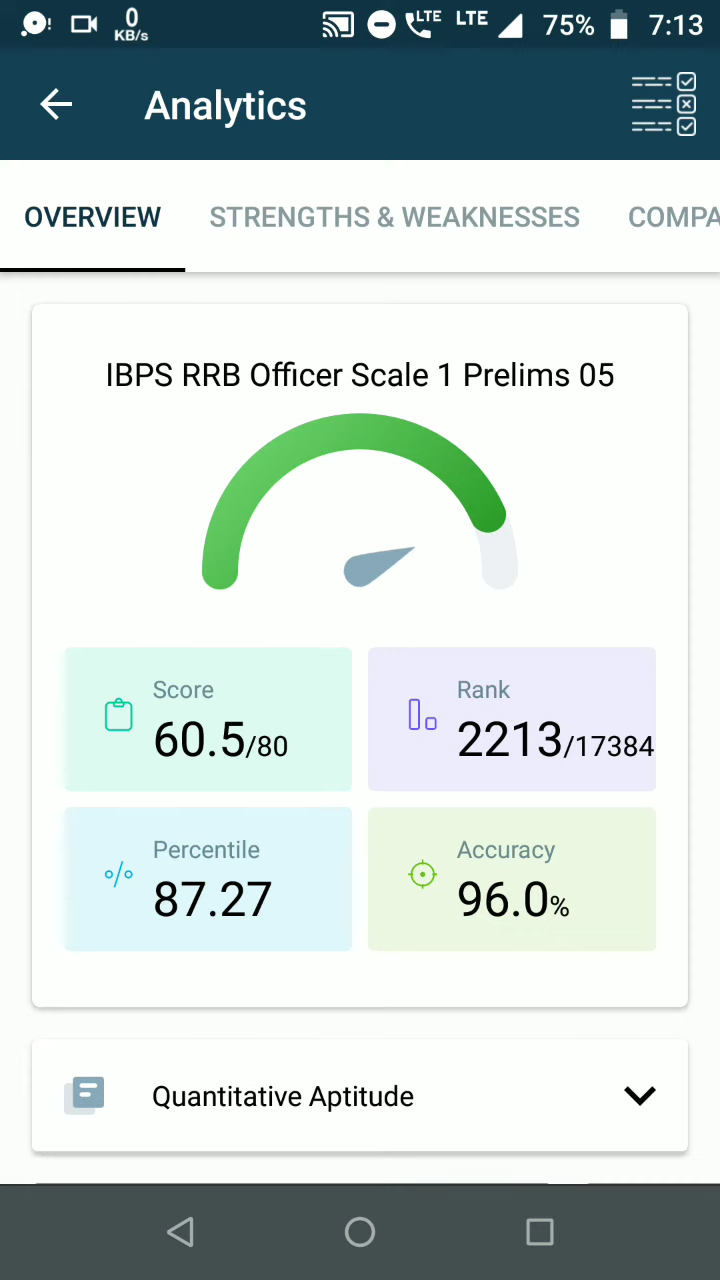 0 KB/s LTE LTE 75% 7:13
Analytics
OVERVIEW STRENGTHS & WEAKNESSES COMPA
IBPS RRB Officer Scale 1 Prelims 05
Score Rank
60.5/80 2213/17384
Percentile Accuracy
87.27 96.0%
Quantitative Aptitude